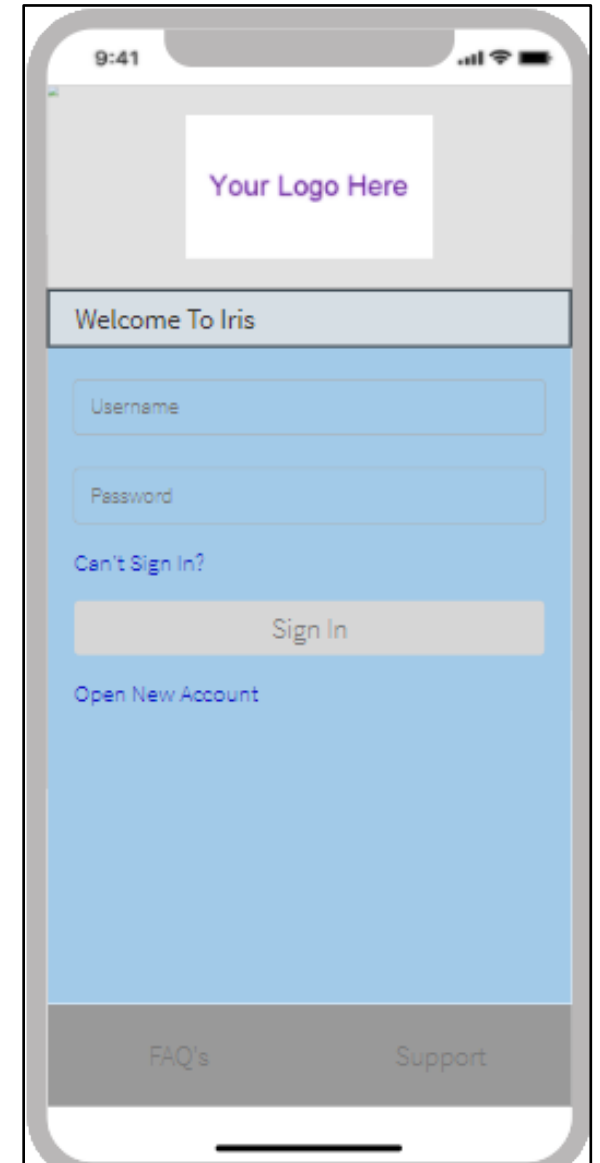 9:41
Your Logo Here
Welcome To Iris
Username
Password
Can't Sign In?
Sign In
Open New Account
FAQ's Support